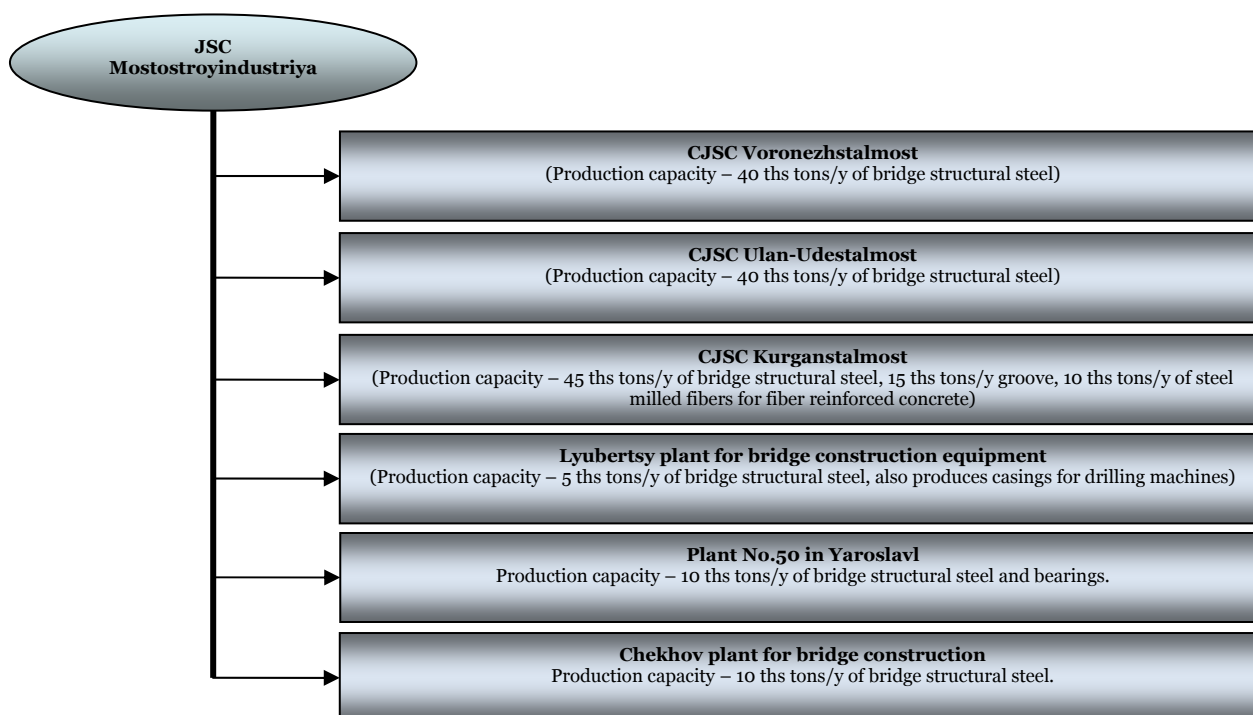 JSC
Mostostroyindustriya
CJSC Voronezhstalmost
(Production capacity – 40 ths tons/y of bridge structural steel)
CJSC Ulan-Udestalmost
(Production capacity – 40 ths tons/y of bridge structural steel)
CJSC Kurganstalmost
(Production capacity – 45 ths tons/y of bridge structural steel, 15 ths tons/y groove, 10 ths tons/y of steel
milled fibers for fiber reinforced concrete)
Lyubertsy plant for bridge construction equipment
(Production capacity – 5 ths tons/y of bridge structural steel, also produces casings for drilling machines)
Plant No.50 in Yaroslavl
Production capacity – 10 ths tons/y of bridge structural steel and bearings.
Chekhov plant for bridge construction
Production capacity – 10 ths tons/y of bridge structural steel.